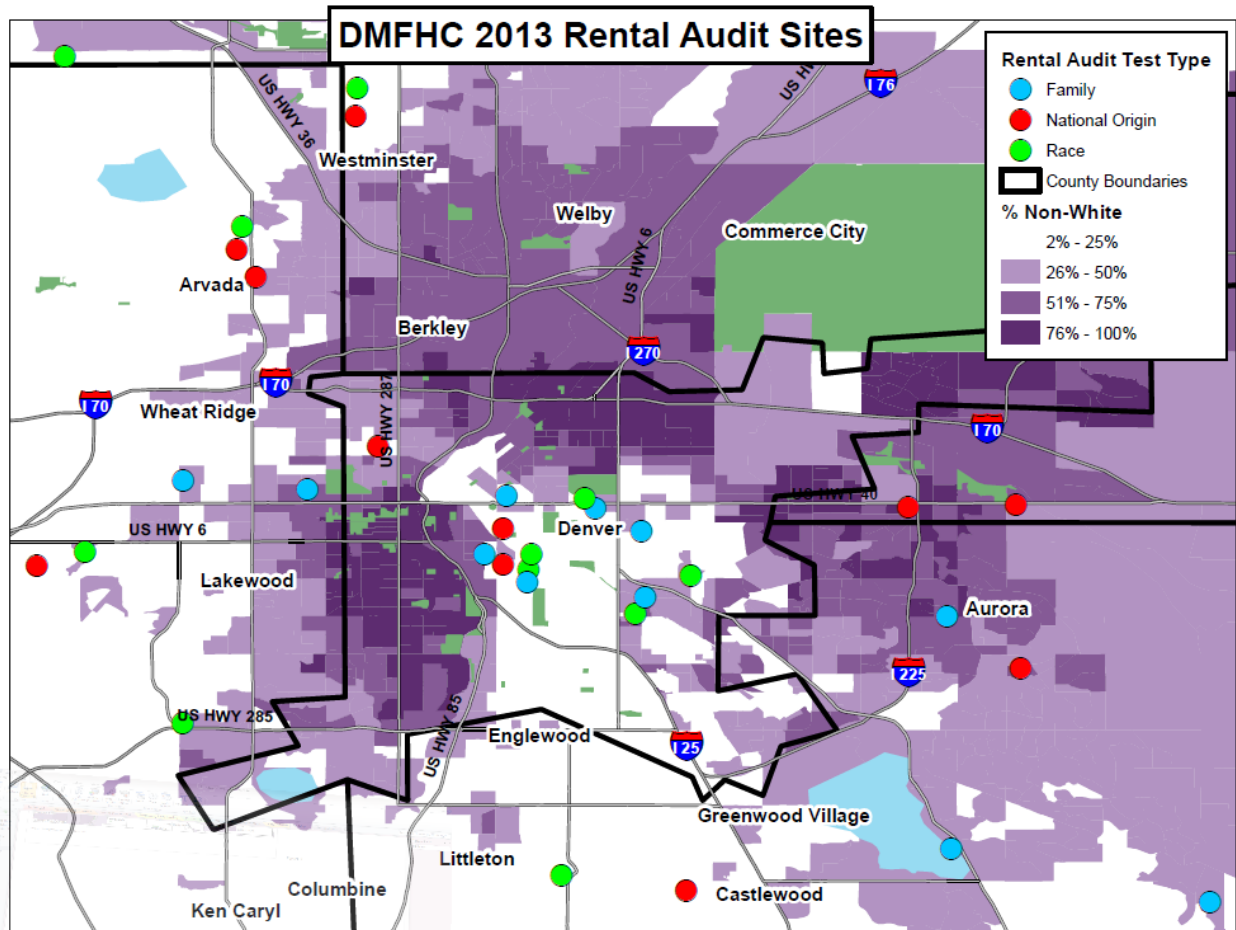 DMFHC 2013 Rental Audit Sites
Rental Audit Test Type
Family
National Origin
Race
County Boundaries
% Non-White
2% - 25%
26% - 50%
51% - 75%
76% - 100%
I 76
US HWY 36
Westminster
Welby
Commerce City
US HWY 6
Arvada
Berkley
I 270
I 70
I 70
Wheat Ridge
US HWY 287
I 70
US HWY 40
Denver
US HWY 6
Lakewood
Aurora
I 225
US HWY 285
US HWY 85
Englewood
I 25
Greenwood Village
Littleton
Columbine
Castlewood
Ken Caryl